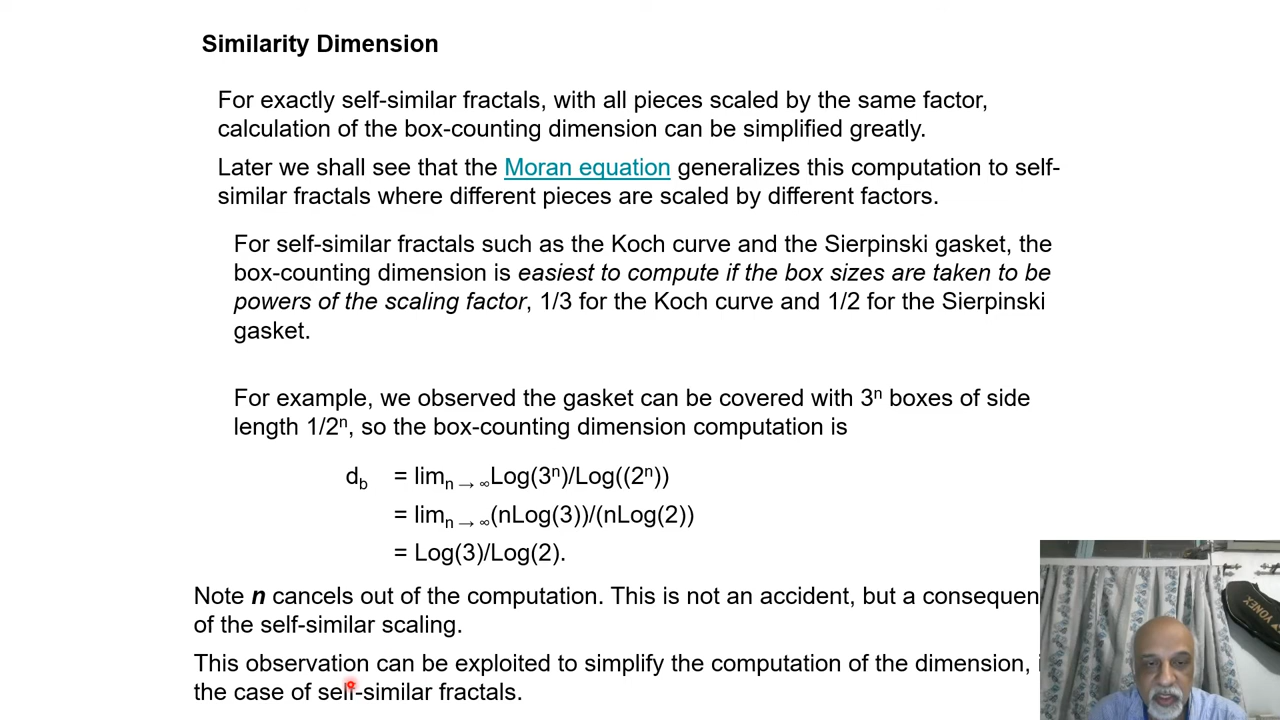 Similarity Dimension
For exactly self-similar fractals, with all pieces scaled by the same factor,
calculation of the box-counting dimension can be simplified greatly.
Later we shall see that the Moran equation generalizes this computation to self-
similar fractals where different pieces are scaled by different factors.
For self-similar fractals such as the Koch curve and the Sierpinski gasket, the
box-counting dimension is easiest to compute if the box sizes are taken to be
powers of the scaling factor, 1/3 for the Koch curve and 1/2 for the Sierpinski
gasket.
For example, we observed the gasket can be covered with 3ⁿ boxes of side
length 1/2ⁿ, so the box-counting dimension computation is
d_b = lim_n → ∞ Log(3ⁿ)/Log((2ⁿ))
= lim_n → ∞ (nLog(3))/(nLog(2))
= Log(3)/Log(2).
Note n cancels out of the computation. This is not an accident, but a consequen
of the self-similar scaling.
This observation can be exploited to simplify the computation of the dimension,
the case of self-similar fractals.
YONEX